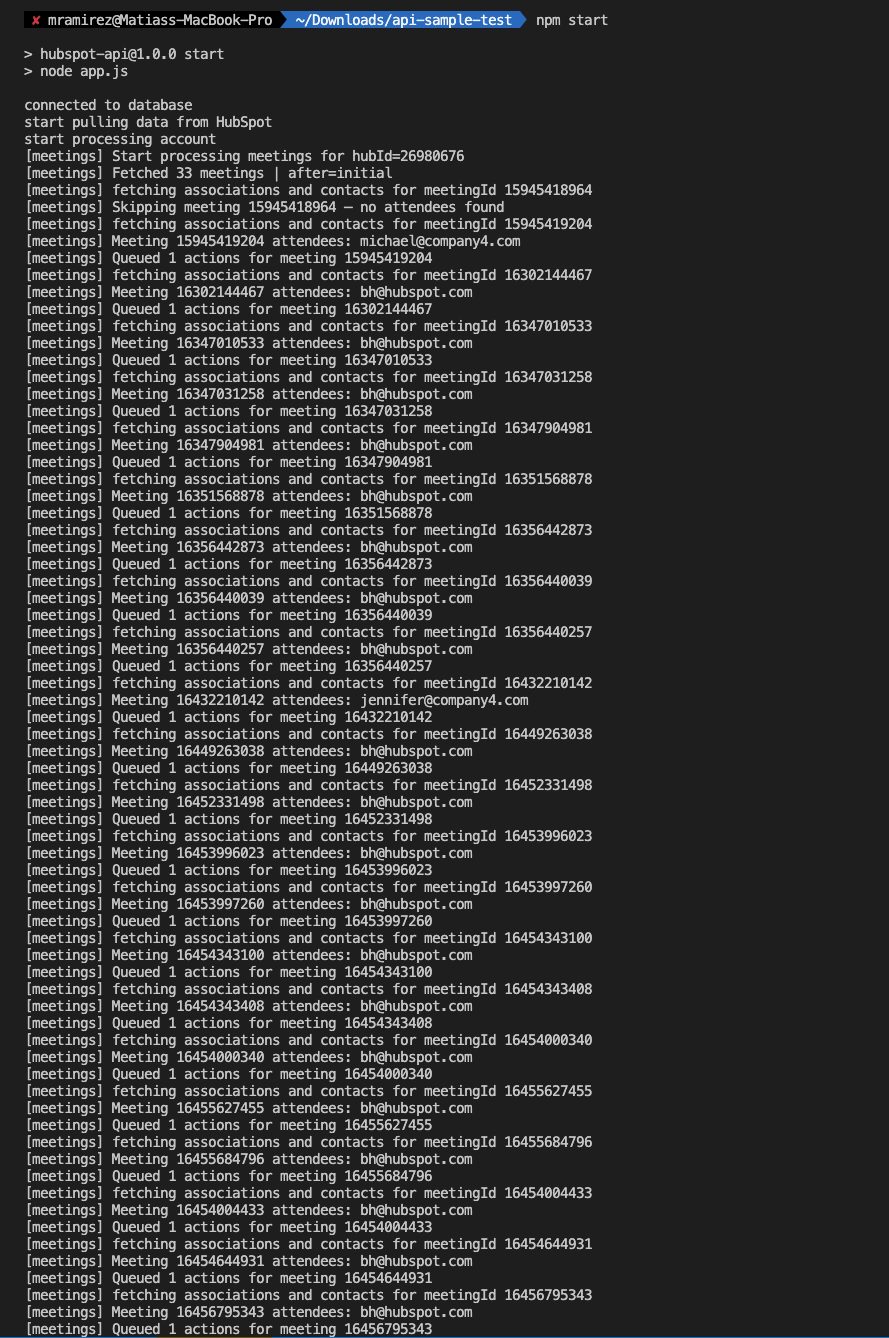 ✘ mramirez@Matiass-MacBook-Pro ~/Downloads/api-sample-test npm start
> hubspot-api@1.0.0 start
> node app.js
connected to database
start pulling data from HubSpot
start processing account
[meetings] Start processing meetings for hubId=26980676
[meetings] Fetched 33 meetings | after=initial
[meetings] fetching associations and contacts for meetingId 15945418964
[meetings] Skipping meeting 15945418964 — no attendees found
[meetings] fetching associations and contacts for meetingId 15945419204
[meetings] Meeting 15945419204 attendees: michael@company4.com
[meetings] Queued 1 actions for meeting 15945419204
[meetings] fetching associations and contacts for meetingId 16302144467
[meetings] Meeting 16302144467 attendees: bh@hubspot.com
[meetings] Queued 1 actions for meeting 16302144467
[meetings] fetching associations and contacts for meetingId 16347010533
[meetings] Meeting 16347010533 attendees: bh@hubspot.com
[meetings] Queued 1 actions for meeting 16347010533
[meetings] fetching associations and contacts for meetingId 16347031258
[meetings] Meeting 16347031258 attendees: bh@hubspot.com
[meetings] Queued 1 actions for meeting 16347031258
[meetings] fetching associations and contacts for meetingId 16347904981
[meetings] Meeting 16347904981 attendees: bh@hubspot.com
[meetings] Queued 1 actions for meeting 16347904981
[meetings] fetching associations and contacts for meetingId 16351568878
[meetings] Meeting 16351568878 attendees: bh@hubspot.com
[meetings] Queued 1 actions for meeting 16351568878
[meetings] fetching associations and contacts for meetingId 16356442873
[meetings] Meeting 16356442873 attendees: bh@hubspot.com
[meetings] Queued 1 actions for meeting 16356442873
[meetings] fetching associations and contacts for meetingId 16356440039
[meetings] Meeting 16356440039 attendees: bh@hubspot.com
[meetings] Queued 1 actions for meeting 16356440039
[meetings] fetching associations and contacts for meetingId 16356440257
[meetings] Meeting 16356440257 attendees: bh@hubspot.com
[meetings] Queued 1 actions for meeting 16356440257
[meetings] fetching associations and contacts for meetingId 16432210142
[meetings] Meeting 16432210142 attendees: jennifer@company4.com
[meetings] Queued 1 actions for meeting 16432210142
[meetings] fetching associations and contacts for meetingId 16449263038
[meetings] Meeting 16449263038 attendees: bh@hubspot.com
[meetings] Queued 1 actions for meeting 16449263038
[meetings] fetching associations and contacts for meetingId 16452331498
[meetings] Meeting 16452331498 attendees: bh@hubspot.com
[meetings] Queued 1 actions for meeting 16452331498
[meetings] fetching associations and contacts for meetingId 16453996023
[meetings] Meeting 16453996023 attendees: bh@hubspot.com
[meetings] Queued 1 actions for meeting 16453996023
[meetings] fetching associations and contacts for meetingId 16453997260
[meetings] Meeting 16453997260 attendees: bh@hubspot.com
[meetings] Queued 1 actions for meeting 16453997260
[meetings] fetching associations and contacts for meetingId 16454343100
[meetings] Meeting 16454343100 attendees: bh@hubspot.com
[meetings] Queued 1 actions for meeting 16454343100
[meetings] fetching associations and contacts for meetingId 16454343408
[meetings] Meeting 16454343408 attendees: bh@hubspot.com
[meetings] Queued 1 actions for meeting 16454343408
[meetings] fetching associations and contacts for meetingId 16454000340
[meetings] Meeting 16454000340 attendees: bh@hubspot.com
[meetings] Queued 1 actions for meeting 16454000340
[meetings] fetching associations and contacts for meetingId 16455627455
[meetings] Meeting 16455627455 attendees: bh@hubspot.com
[meetings] Queued 1 actions for meeting 16455627455
[meetings] fetching associations and contacts for meetingId 16455684796
[meetings] Meeting 16455684796 attendees: bh@hubspot.com
[meetings] Queued 1 actions for meeting 16455684796
[meetings] fetching associations and contacts for meetingId 16454004433
[meetings] Meeting 16454004433 attendees: bh@hubspot.com
[meetings] Queued 1 actions for meeting 16454004433
[meetings] fetching associations and contacts for meetingId 16454644931
[meetings] Meeting 16454644931 attendees: bh@hubspot.com
[meetings] Queued 1 actions for meeting 16454644931
[meetings] fetching associations and contacts for meetingId 16456795343
[meetings] Meeting 16456795343 attendees: bh@hubspot.com
[meetings] Queued 1 actions for meeting 16456795343